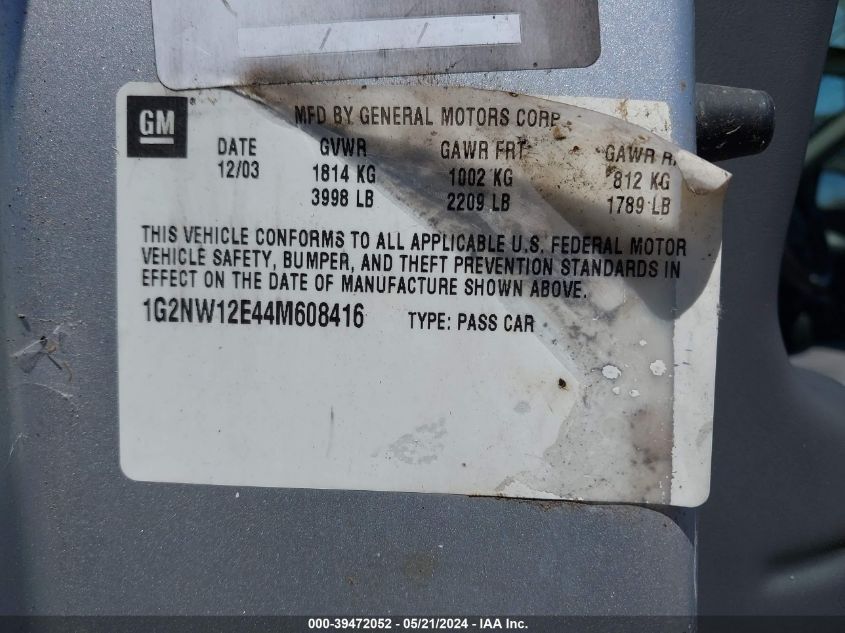 GM
MFD BY GENERAL MOTORS CORP
DATE GVWR GAWR FRT GAWR R
12/03 1814 KG 1002 KG 812 KG
3998 LB 2209 LB 1789 LB
THIS VEHICLE CONFORMS TO ALL APPLICABLE U.S. FEDERAL MOTOR
VEHICLE SAFETY, BUMPER, AND THEFT PREVENTION STANDARDS IN
EFFECT ON THE DATE OF MANUFACTURE SHOWN ABOVE.
1G2NW12E44M608416 TYPE: PASS CAR
000-39472052 - 05/21/2024 - IAA Inc.